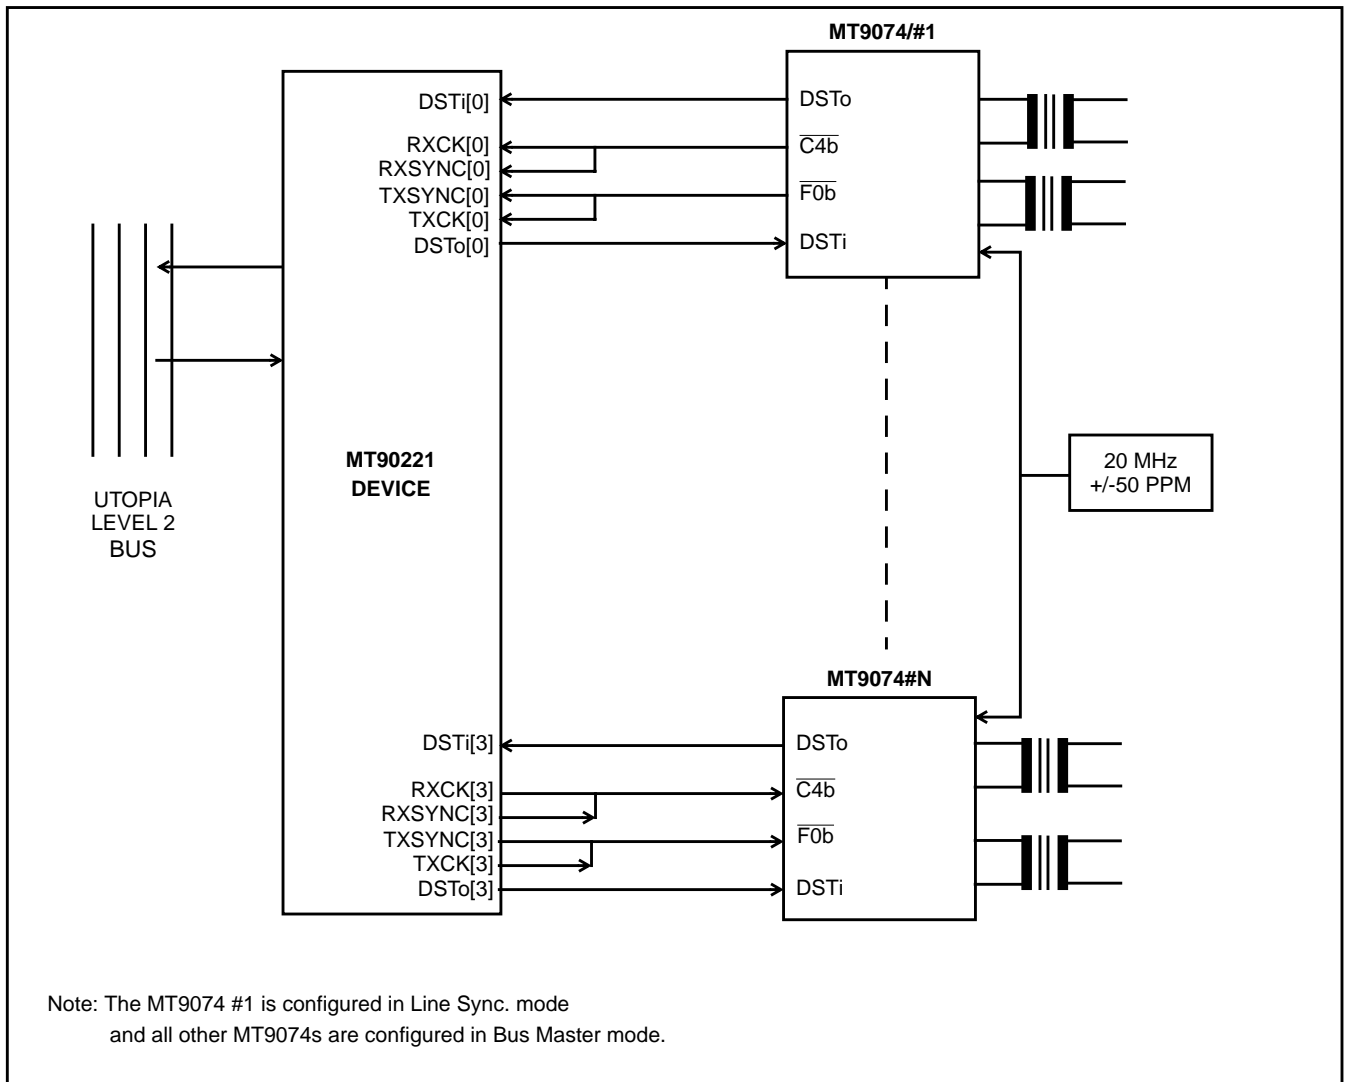 MT9074/#1
DSTi[0]
RXCK[0]
RXSYNC[0]
TXSYNC[0]
TXCK[0]
DSTo[0]
DSTo
C4b
F0b
DSTi
MT90221
DEVICE
UTOPIA
LEVEL 2
BUS
20 MHz
+/-50 PPM
MT9074#N
DSTi[3]
RXCK[3]
RXSYNC[3]
TXSYNC[3]
TXCK[3]
DSTo[3]
DSTo
C4b
F0b
DSTi
Note: The MT9074 #1 is configured in Line Sync. mode
and all other MT9074s are configured in Bus Master mode.